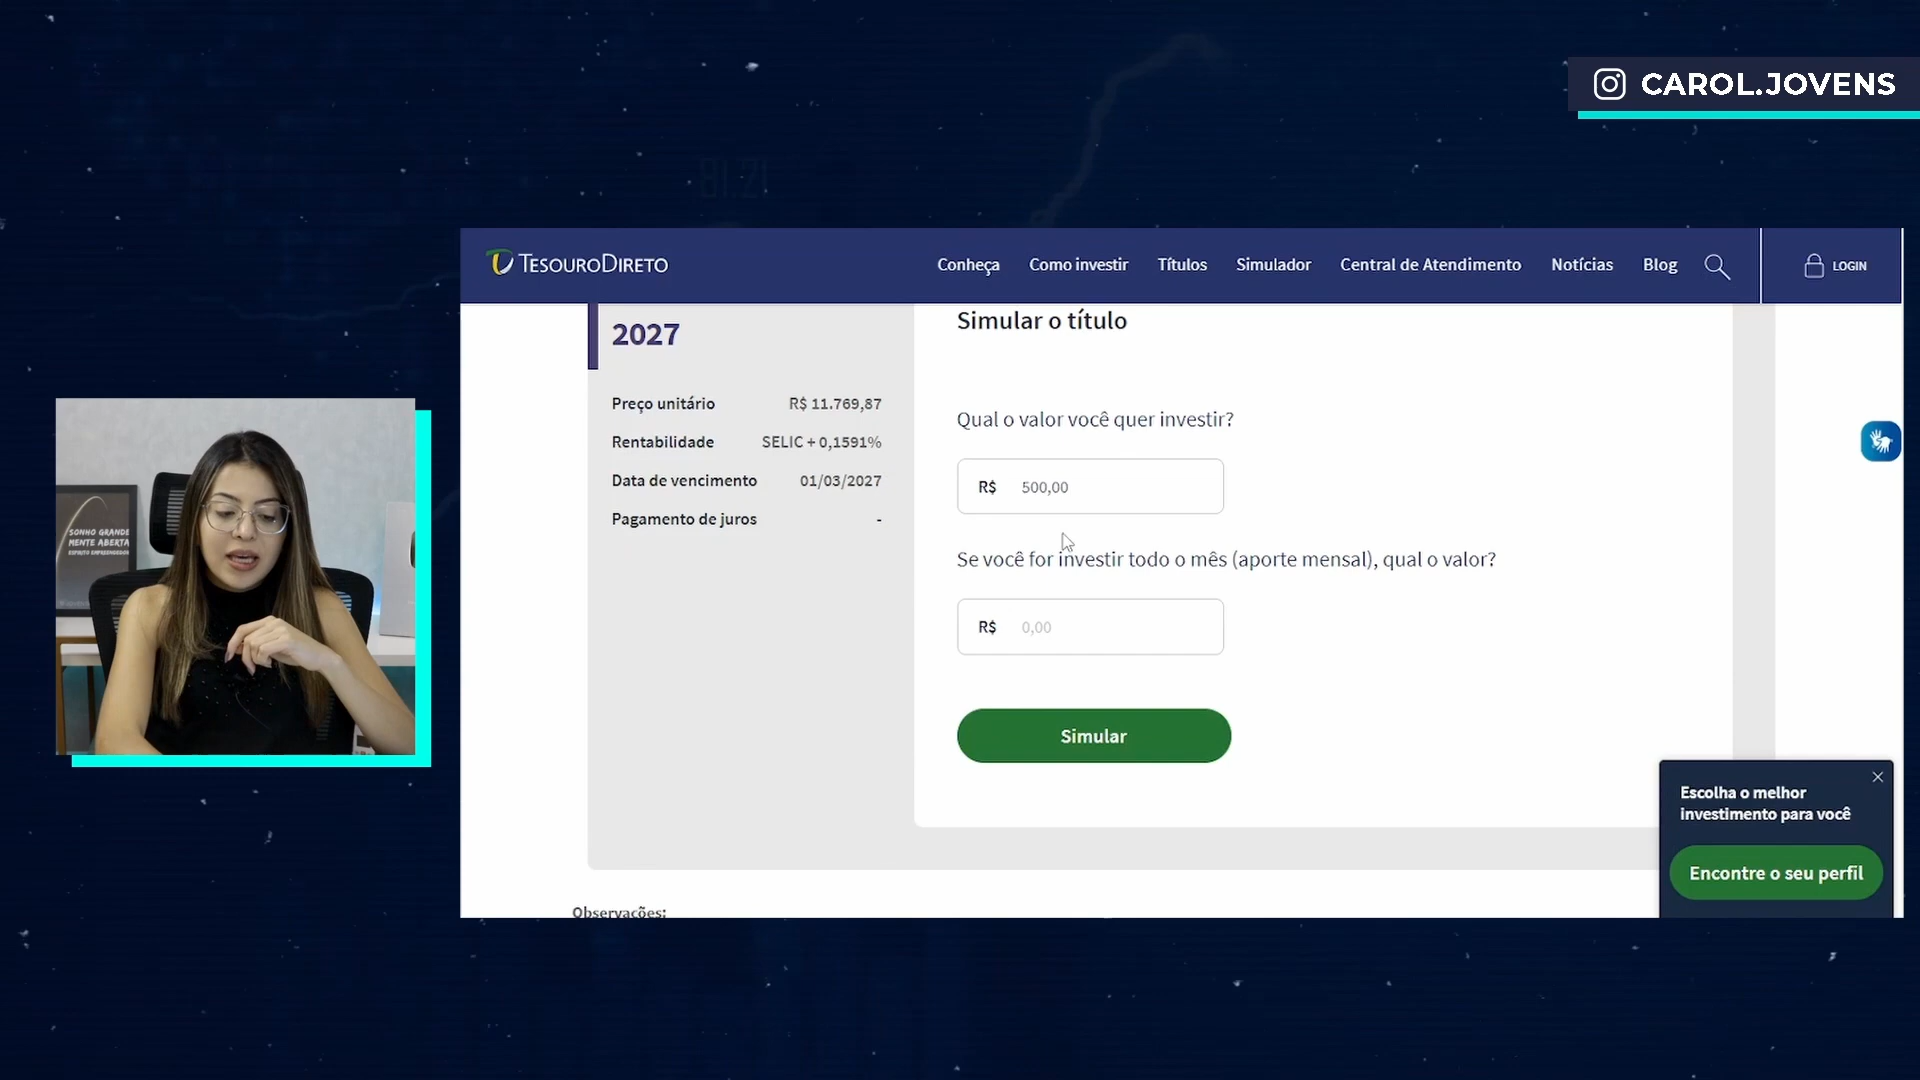 CAROL.JOVENS
TESOURODIRETO
Conheça
Como investir
Títulos
Simulador
Central de Atendimento
Notícias
Blog
LOGIN
2027
Preço unitário R$ 11.769,87
Rentabilidade SELIC + 0,1591%
Data de vencimento 01/03/2027
Pagamento de juros -
Simular o título
Qual o valor você quer investir?
R$ 500,00
Se você for investir todo o mês (aporte mensal), qual o valor?
R$ 0,00
Simular
Escolha o melhor
investimento para você
Encontre o seu perfil
Observações:
SONHO GRANDE
MENTE ABERTA
ESPÍRITO EMPREENDEDOR